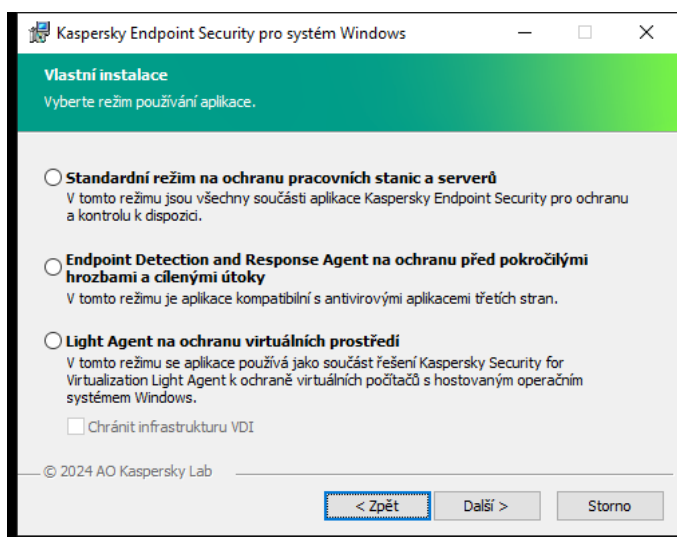 Kaspersky Endpoint Security pro systém Windows
Vlastní instalace
Vyberte režim používání aplikace.
Standardní režim na ochranu pracovních stanic a serverů
V tomto režimu jsou všechny součásti aplikace Kaspersky Endpoint Security pro ochranu
a kontrolu k dispozici.
Endpoint Detection and Response Agent na ochranu před pokročilými
hrozbami a cílenými útoky
V tomto režimu je aplikace kompatibilní s antivirovými aplikacemi třetích stran.
Light Agent na ochranu virtuálních prostředí
V tomto režimu se aplikace používá jako součást řešení Kaspersky Security for
Virtualization Light Agent k ochraně virtuálních počítačů s hostovaným operačním
systémem Windows.
Chránit infrastrukturu VDI
© 2024 AO Kaspersky Lab
< Zpět Další > Storno